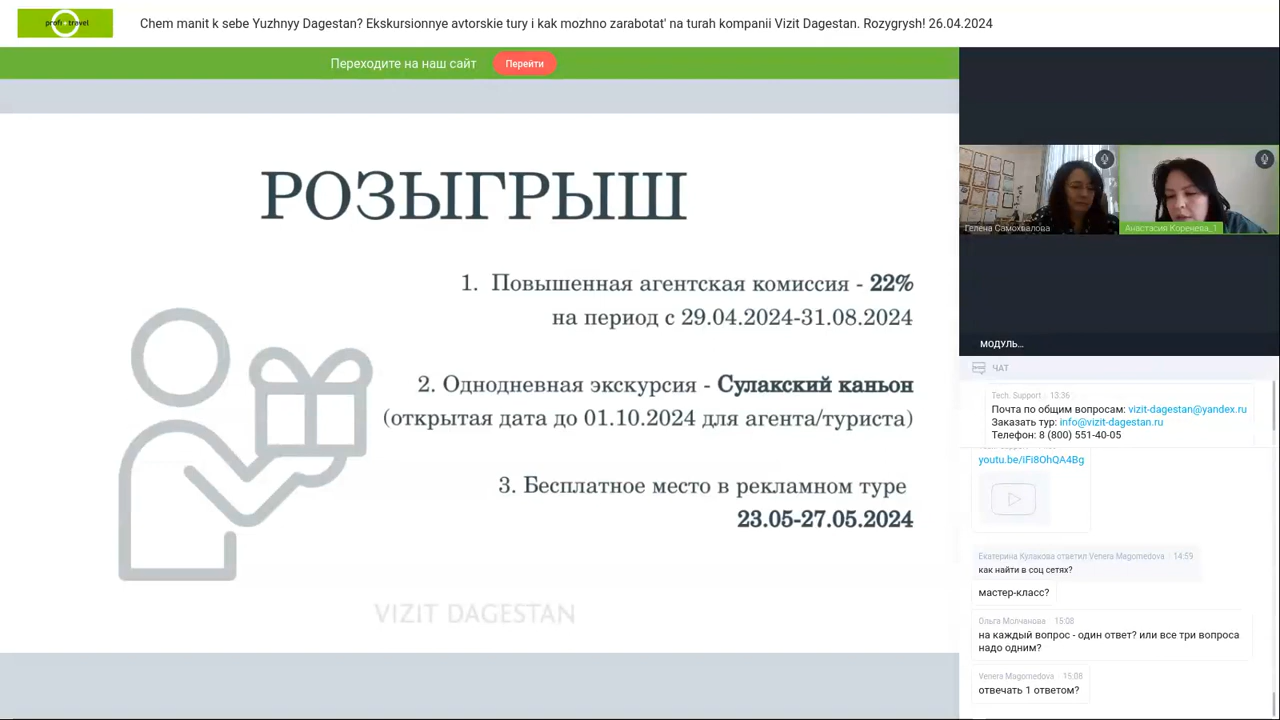 profi travel
Chem manit k sebe Yuzhnyy Dagestan? Ekskursionnye avtorskie tury i kak mozhno zarabotat' na turah kompanii Vizit Dagestan. Rozygrysh! 26.04.2024
Переходите на наш сайт
Перейти
РОЗЫГРЫШ
1. Повышенная агентская комиссия - 22%
на период с 29.04.2024-31.08.2024
2. Однодневная экскурсия - Сулакский каньон
(открытая дата до 01.10.2024 для агента/туриста)
3. Бесплатное место в рекламном туре
23.05-27.05.2024
VIZIT DAGESTAN
Гелена Самохвалова
Анастасия Коренева_1
МОДУЛЬ…
ЧАТ
Tech. Support · 13:36
Почта по общим вопросам: vizit-dagestan@yandex.ru
Заказать тур: info@vizit-dagestan.ru
Телефон: 8 (800) 551-40-05
youtu.be/iFi8OhQA4Bg
Екатерина Кулакова ответил Venera Magomedova · 14:59
как найти в соц сетях?
мастер-класс?
Ольга Молчанова · 15:08
на каждый вопрос - один ответ? или все три вопроса
надо одним?
Venera Magomedova · 15:08
отвечать 1 ответом?